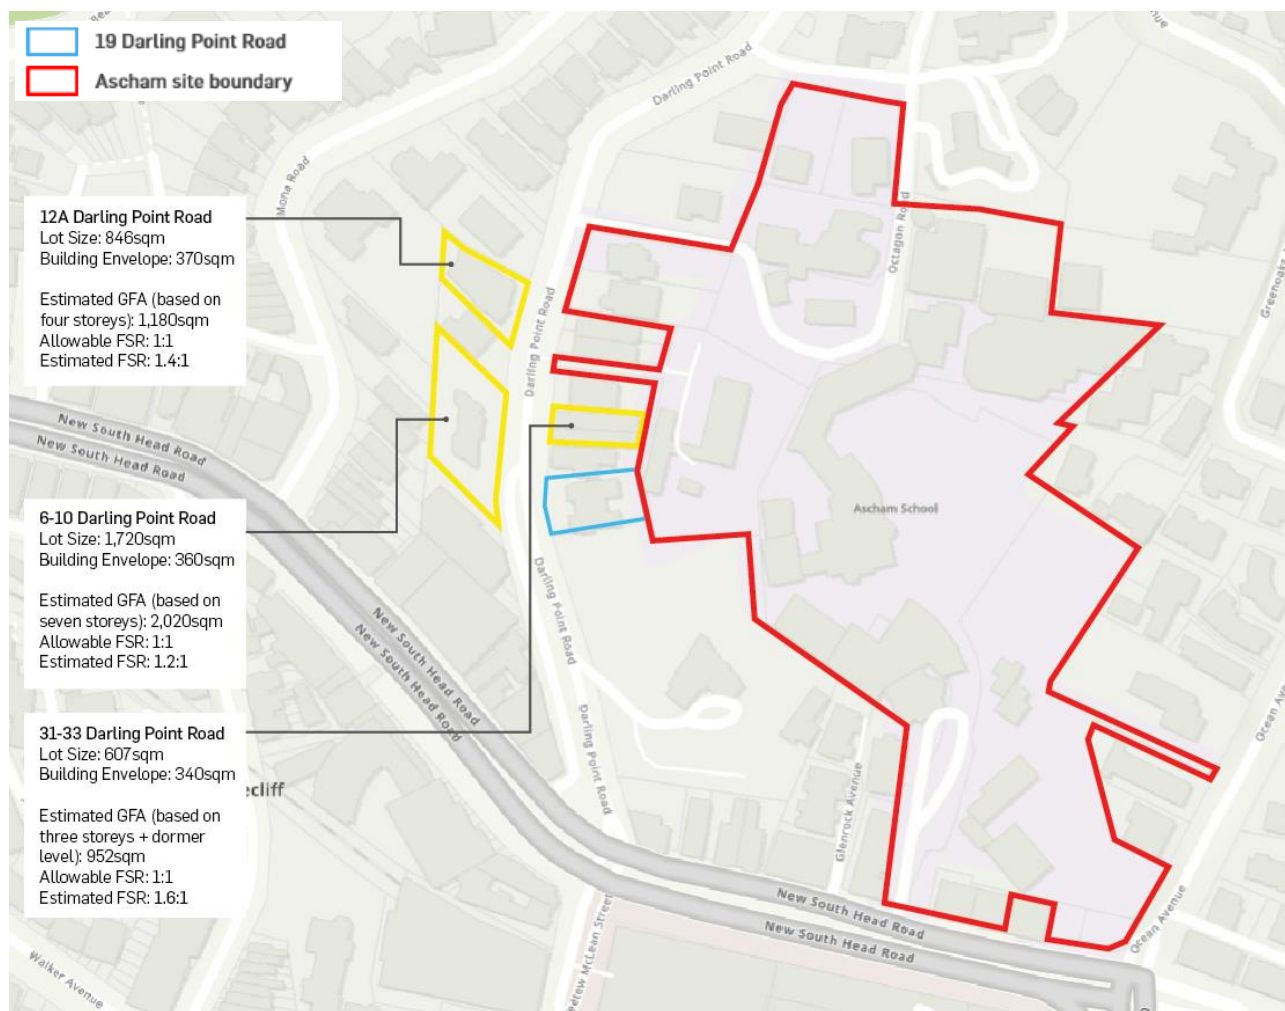 19 Darling Point Road
Ascham site boundary
Darling Point Road
Mona Road
12A Darling Point Road
Lot Size: 846sqm
Building Envelope: 370sqm
Estimated GFA (based on
four storeys): 1,180sqm
Allowable FSR: 1:1
Estimated FSR: 1.4:1
Octagon Road
Darling Point Road
New South Head Road
New South Head Road
6-10 Darling Point Road
Lot Size: 1,720sqm
Building Envelope: 360sqm
Estimated GFA (based on
seven storeys): 2,020sqm
Allowable FSR: 1:1
Estimated FSR: 1.2:1
Ascham School
Darling Point Road
New South Head Road
New South Head Road
31-33 Darling Point Road
Lot Size: 607sqm
Building Envelope: 340sqm
Estimated GFA (based on
three storeys + dormer
level): 952sqm
Allowable FSR: 1:1
Estimated FSR: 1.6:1
ecliff
Darling Point Road
Glenrock Avenue
Ocean Ave
New South Head Road
New South Head Road
Ocean Avenue
Walker Avenue
McLean Street